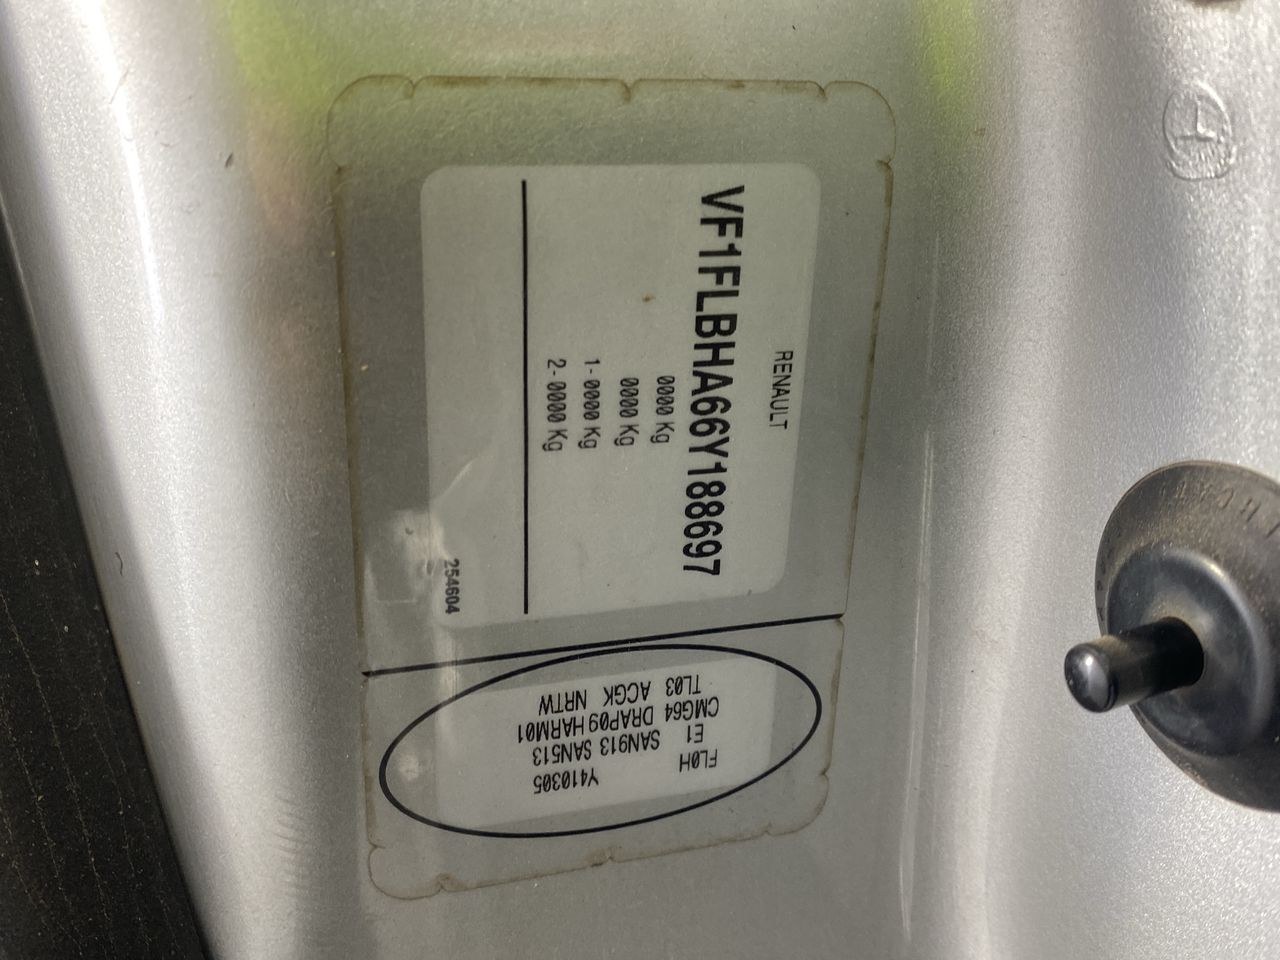 RENAULT
VF1FLBHA66Y188697
0000 Kg
0000 Kg
1- 0000 Kg
2- 0000 Kg
254604
FL0H Y410305
E1 SAN913 SAN513
CMG64 DRAP09 HARM01
TL03 ACGK NRTW